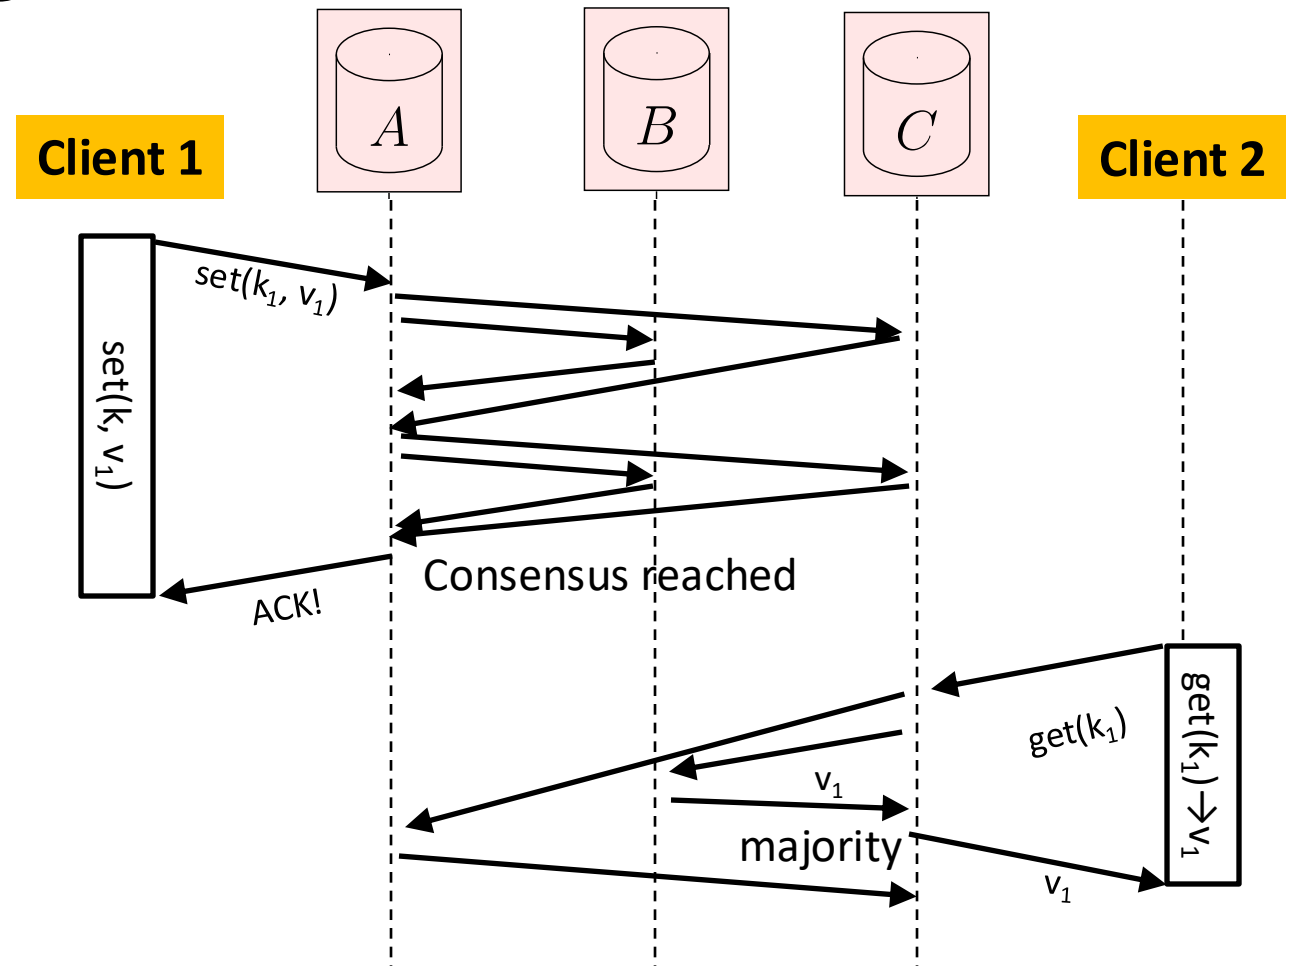 A
B
C
Client 1
Client 2
set(k₁, v₁)
set(k, v₁)
Consensus reached
ACK!
get(k₁)
get(k₁)→v₁
v₁
majority
v₁